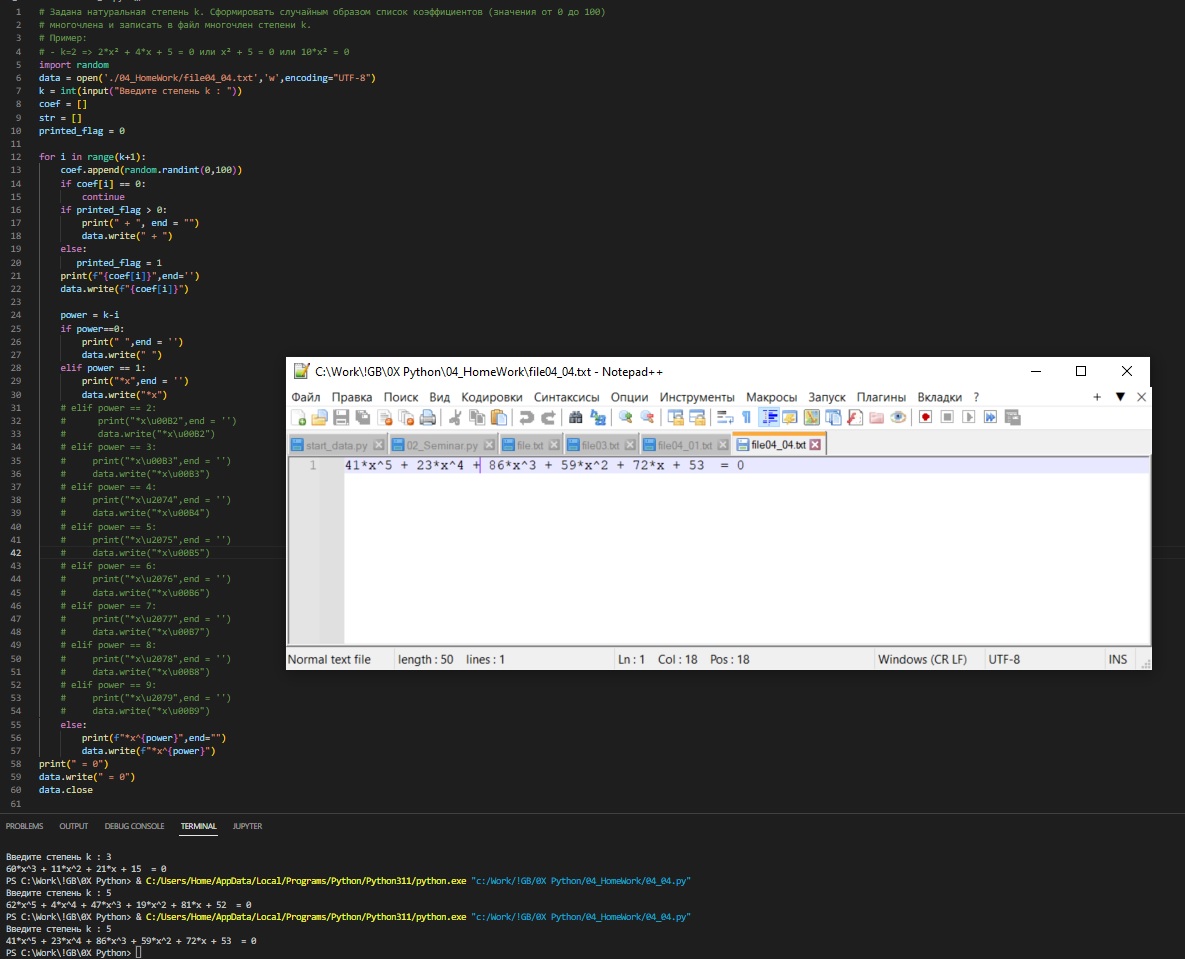 1 # Задана натуральная степень k. Сформировать случайным образом список коэффициентов (значения от 0 до 100)
2 # многочлена и записать в файл многочлен степени k.
3 # Пример:
4 # - k=2 => 2*x² + 4*x + 5 = 0 или x² + 5 = 0 или 10*x² = 0
5 import random
6 data = open('./04_HomeWork/file04_04.txt','w',encoding="UTF-8")
7 k = int(input("Введите степень k : "))
8 coef = []
9 str = []
10 printed_flag = 0
11
12 for i in range(k+1):
13 coef.append(random.randint(0,100))
14 if coef[i] == 0:
15 continue
16 if printed_flag > 0:
17 print(" + ", end = "")
18 data.write(" + ")
19 else:
20 printed_flag = 1
21 print(f"{coef[i]}",end='')
22 data.write(f"{coef[i]}")
23
24 power = k-i
25 if power==0:
26 print(" ",end = '')
27 data.write(" ")
28 elif power == 1:
29 print("*x",end = '')
30 data.write("*x")
31 # elif power == 2:
32 # print("*x\u00B2",end = '')
33 # data.write("*x\u00B2")
34 # elif power == 3:
35 # print("*x\u00B3",end = '')
36 # data.write("*x\u00B3")
37 # elif power == 4:
38 # print("*x\u2074",end = '')
39 # data.write("*x\u00B4")
40 # elif power == 5:
41 # print("*x\u2075",end = '')
42 # data.write("*x\u00B5")
43 # elif power == 6:
44 # print("*x\u2076",end = '')
45 # data.write("*x\u00B6")
46 # elif power == 7:
47 # print("*x\u2077",end = '')
48 # data.write("*x\u00B7")
49 # elif power == 8:
50 # print("*x\u2078",end = '')
51 # data.write("*x\u00B8")
52 # elif power == 9:
53 # print("*x\u2079",end = '')
54 # data.write("*x\u00B9")
55 else:
56 print(f"*x^{power}",end="")
57 data.write(f"*x^{power}")
58 print(" = 0")
59 data.write(" = 0")
60 data.close
61
C:\Work\!GB\0X Python\04_HomeWork\file04_04.txt - Notepad++
Файл Правка Поиск Вид Кодировки Синтаксисы Опции Инструменты Макросы Запуск Плагины Вкладки ? + ▼ X
start_data.py 02_Seminar.py file.txt file03.txt file04_01.txt file04_04.txt
1 41*x^5 + 23*x^4 + 86*x^3 + 59*x^2 + 72*x + 53  = 0
Normal text file length : 50 lines : 1 Ln : 1 Col : 18 Pos : 18 Windows (CR LF) UTF-8 INS
PROBLEMS OUTPUT DEBUG CONSOLE TERMINAL JUPYTER
Введите степень k : 3
60*x^3 + 11*x^2 + 21*x + 15  = 0
PS C:\Work\!GB\0X Python> & C:/Users/Home/AppData/Local/Programs/Python/Python311/python.exe "c:/Work/!GB/0X Python/04_HomeWork/04_04.py"
Введите степень k : 5
62*x^5 + 4*x^4 + 47*x^3 + 19*x^2 + 81*x + 52  = 0
PS C:\Work\!GB\0X Python> & C:/Users/Home/AppData/Local/Programs/Python/Python311/python.exe "c:/Work/!GB/0X Python/04_HomeWork/04_04.py"
Введите степень k : 5
41*x^5 + 23*x^4 + 86*x^3 + 59*x^2 + 72*x + 53  = 0
PS C:\Work\!GB\0X Python>